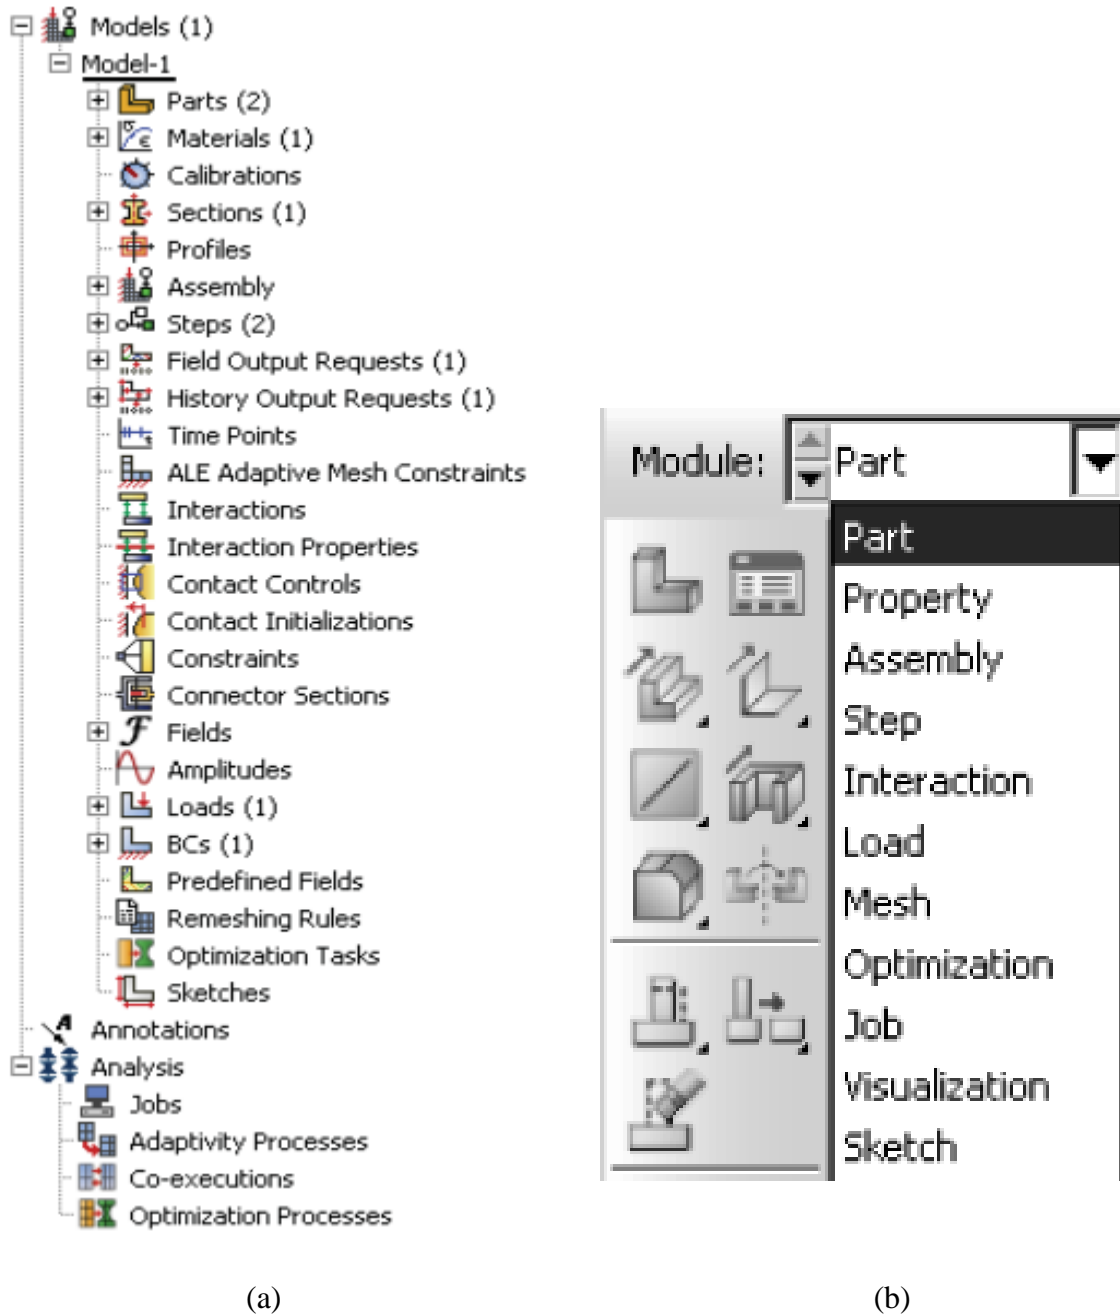 Models (1)
Model-1
Parts (2)
Materials (1)
Calibrations
Sections (1)
Profiles
Assembly
Steps (2)
Field Output Requests (1)
History Output Requests (1)
Time Points
ALE Adaptive Mesh Constraints
Interactions
Interaction Properties
Contact Controls
Contact Initializations
Constraints
Connector Sections
Fields
Amplitudes
Loads (1)
BCs (1)
Predefined Fields
Remeshing Rules
Optimization Tasks
Sketches
Annotations
Analysis
Jobs
Adaptivity Processes
Co-executions
Optimization Processes
(a)
Module: Part
Part
Property
Assembly
Step
Interaction
Load
Mesh
Optimization
Job
Visualization
Sketch
(b)